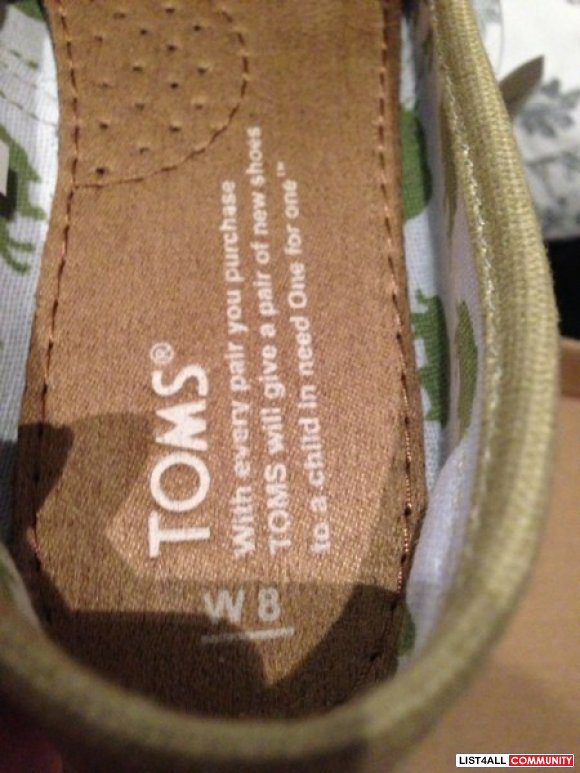 TOMS®
With every pair you purchase
TOMS will give a pair of new shoes
to a child in need One for one™
W 8
LIST4ALL COMMUNITY